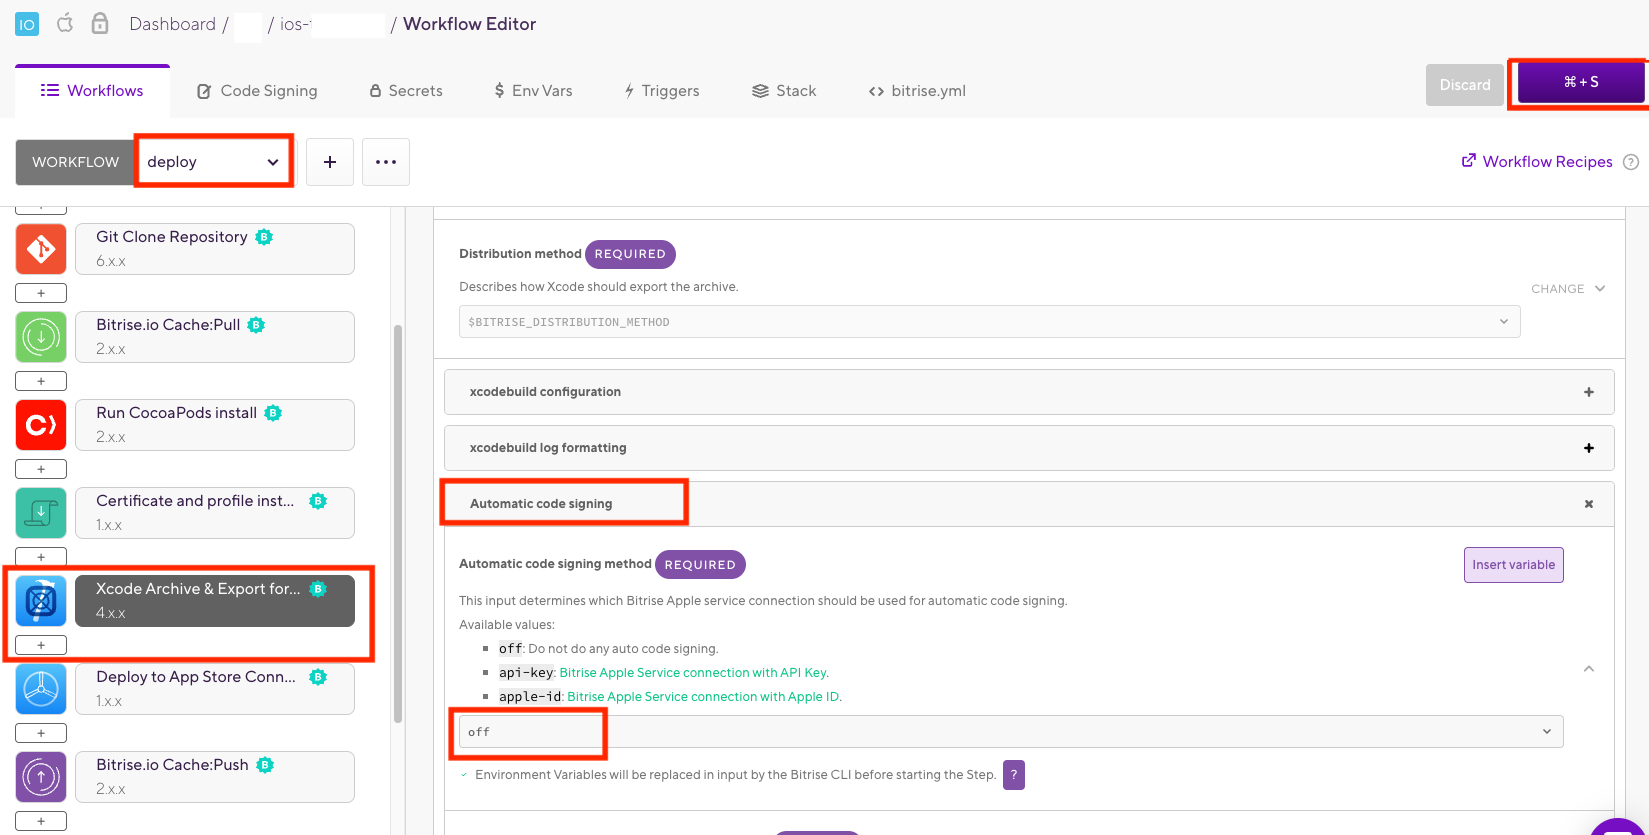 IO Dashboard / / ios- / Workflow Editor
Workflows Code Signing Secrets $ Env Vars Triggers Stack <> bitrise.yml Discard ⌘ + S
WORKFLOW deploy + ••• Workflow Recipes ?
Git Clone Repository B
6.x.x
+
Bitrise.io Cache:Pull B
2.x.x
+
Run CocoaPods install B
2.x.x
+
Certificate and profile inst... B
1.x.x
+
Xcode Archive & Export for... B
4.x.x
+
Deploy to App Store Conn... B
1.x.x
+
Bitrise.io Cache:Push B
2.x.x
+
Distribution method REQUIRED
Describes how Xcode should export the archive.
CHANGE
$BITRISE_DISTRIBUTION_METHOD
xcodebuild configuration +
xcodebuild log formatting +
Automatic code signing ×
Automatic code signing method REQUIRED Insert variable
This input determines which Bitrise Apple service connection should be used for automatic code signing.
Available values:
▪ off: Do not do any auto code signing.
▪ api-key: Bitrise Apple Service connection with API Key.
▪ apple-id: Bitrise Apple Service connection with Apple ID.
off
Environment Variables will be replaced in input by the Bitrise CLI before starting the Step. ?